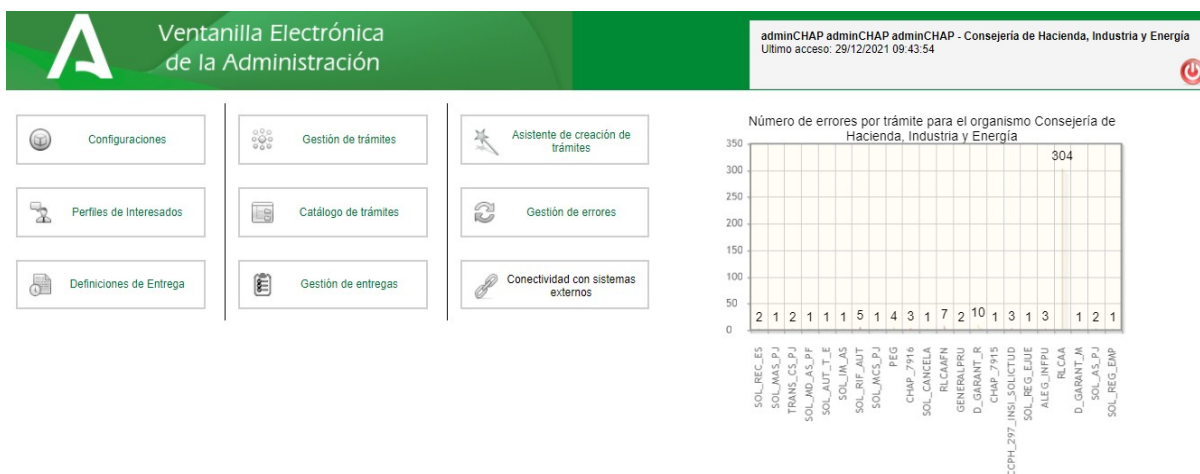 Ventanilla Electrónica
de la Administración
adminCHAP adminCHAP adminCHAP - Consejería de Hacienda, Industria y Energía
Ultimo acceso: 29/12/2021 09:43:54
Configuraciones
Gestión de trámites
Asistente de creación de
trámites
Perfiles de Interesados
Catálogo de trámites
Gestión de errores
Definiciones de Entrega
Gestión de entregas
Conectividad con sistemas
externos
Número de errores por trámite para el organismo Consejería de
Hacienda, Industria y Energía
350
300
250
200
150
100
50
0
2 1 2 1 1 1 5 1 4 3 1 7 2 10 1 3 1 3 304 1 2 1
SOL_REC_ES
SOL_MAS_PJ
TRANS_CS_PJ
SOL_MD_AS_PF
SOL_AUT_T_E
SOL_IM_AS
SOL_RIF_AUT
SOL_MCS_PJ
PEG
CHAP_7916
SOL_CANCELA
RLCAAFN
GENERALPRU
D_GARANT_R
CHAP_7915
CCPH_297_INSI_SOLICTUD
SOL_REG_EJUE
ALEG_INFPU
RLCAA
D_GARANT_M
SOL_AS_PJ
SOL_REG_EMP